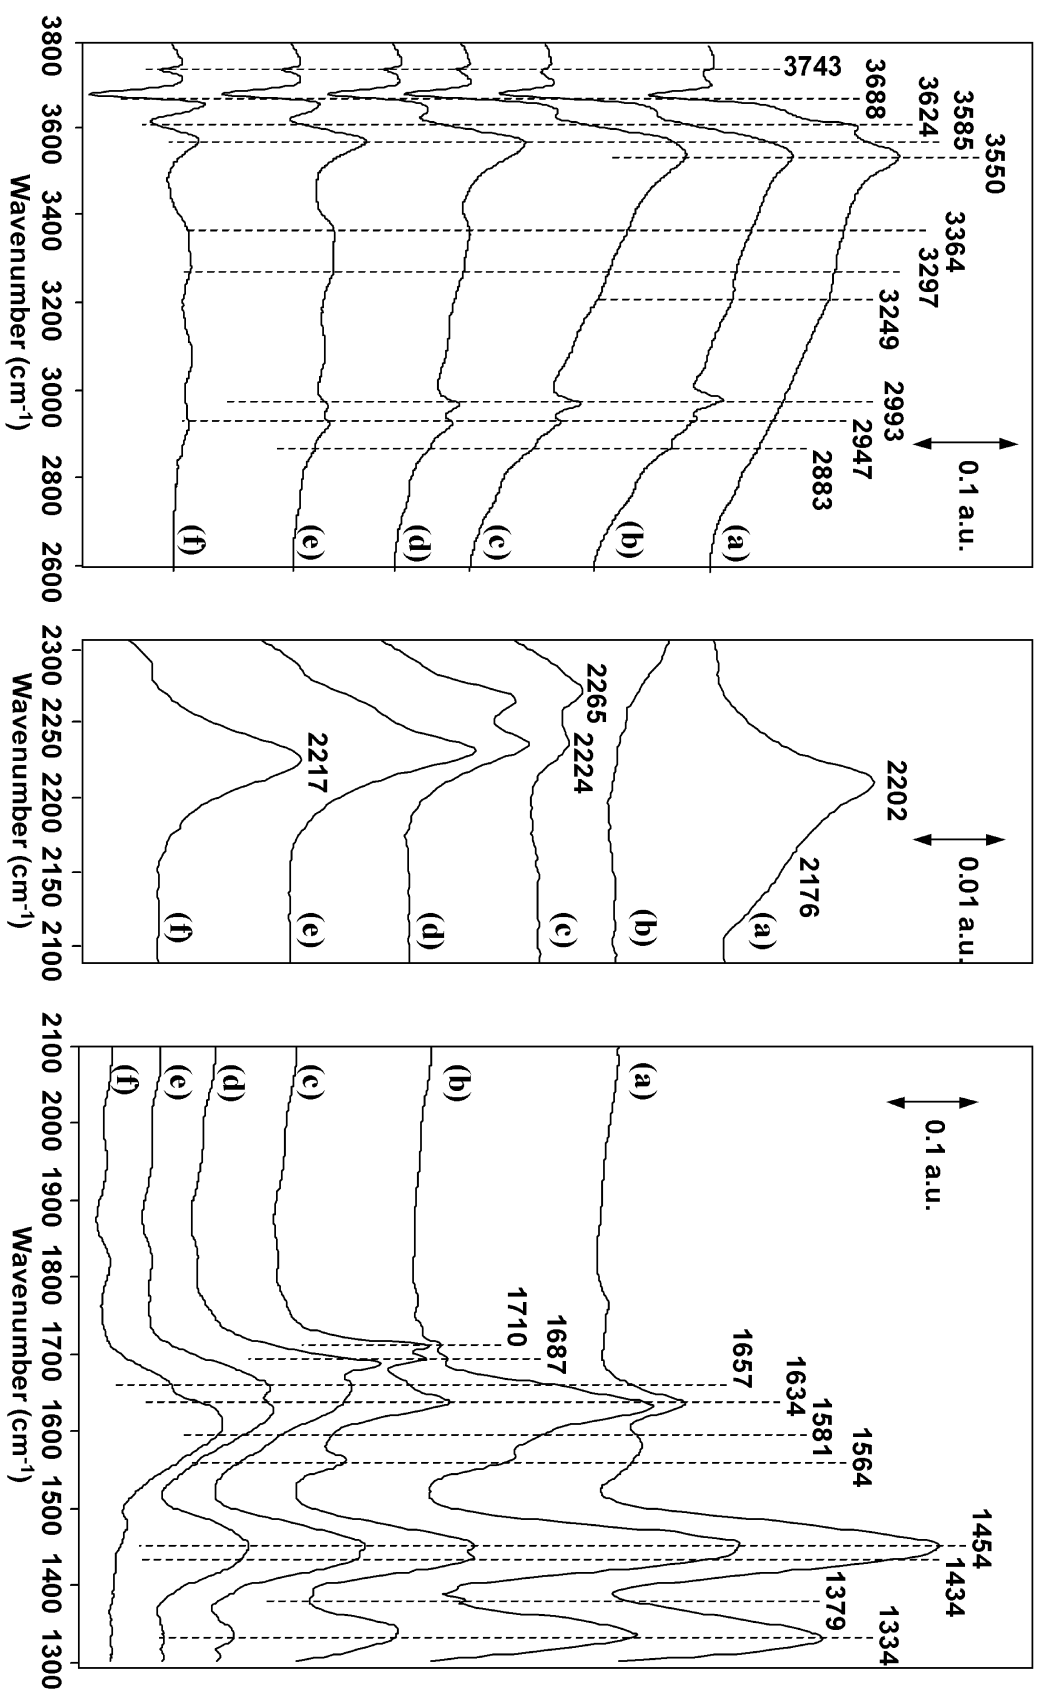 3743
3688
3624
3585
3550
3364
3297
3249
2993
2947
2883
0.1 a.u.
(a)
(b)
(c)
(d)
(e)
(f)
3800 3600 3400 3200 3000 2800 2600
Wavenumber (cm-1)
2202
2176
2265
2224
2217
0.01 a.u.
(a)
(b)
(c)
(d)
(e)
(f)
2300 2250 2200 2150 2100
Wavenumber (cm-1)
0.1 a.u.
1710
1687
1657
1634
1581
1564
1454
1434
1379
1334
(a)
(b)
(c)
(d)
(e)
(f)
2100 2000 1900 1800 1700 1600 1500 1400 1300
Wavenumber (cm-1)